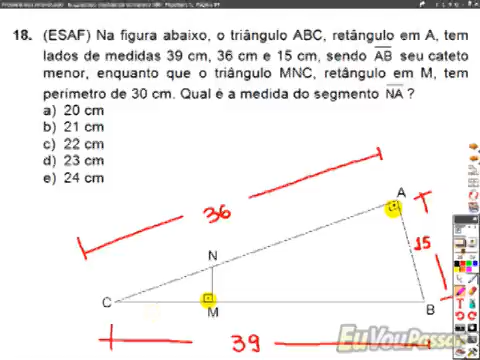 18. (ESAF) Na figura abaixo, o triângulo ABC, retângulo em A, tem
lados de medidas 39 cm, 36 cm e 15 cm, sendo AB seu cateto
menor, enquanto que o triângulo MNC, retângulo em M, tem
perímetro de 30 cm. Qual é a medida do segmento NA ?
a) 20 cm
b) 21 cm
c) 22 cm
d) 23 cm
e) 24 cm
A
36
15
N
C
M
B
39
EuVouPassar